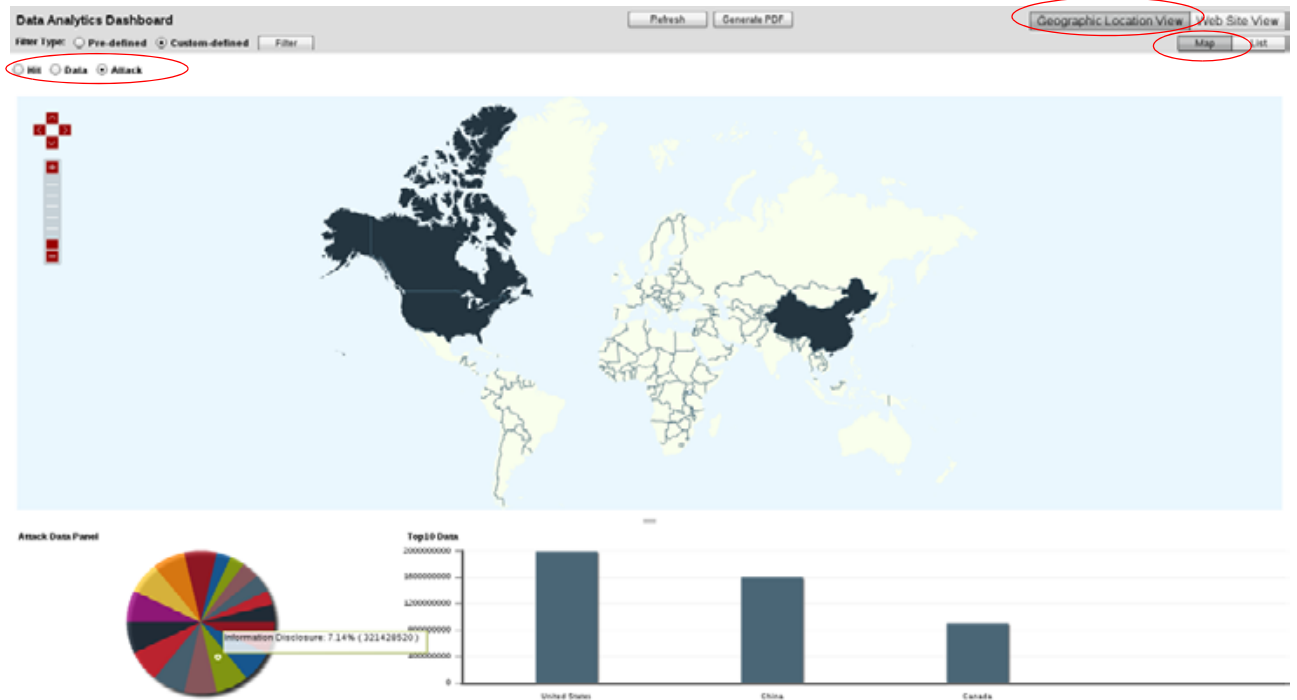 Data Analytics Dashboard
Refresh
Generate PDF
Geographic Location View
Web Site View
Filter Type:
Pre-defined
Custom-defined
Filter
Map
List
Hit
Data
Attack
Attack Data Panel
Top10 Data
2000000000
1600000000
1200000000
800000000
400000000
0
Information Disclosure: 7.14% ( 321428520 )
United States
China
Canada